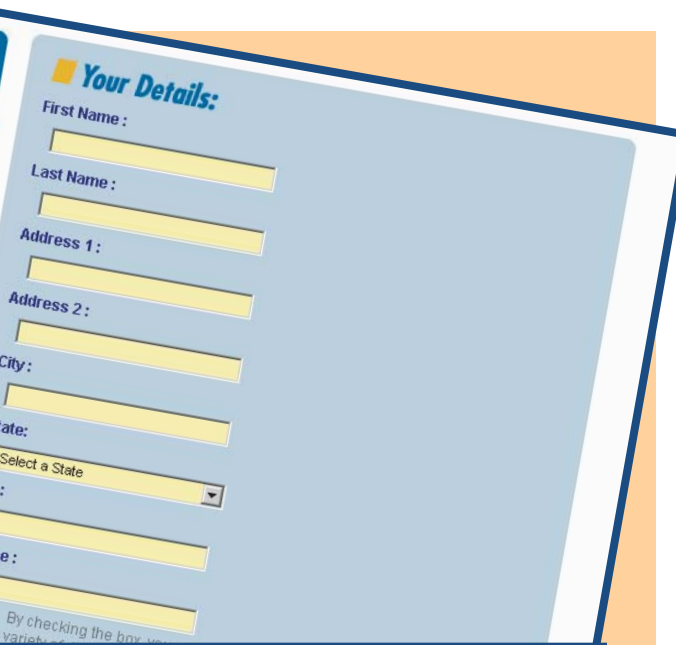 Your Details:
First Name :
Last Name :
Address 1 :
Address 2 :
City :
ate:
Select a State
:
e :
By checking the box, you
variety